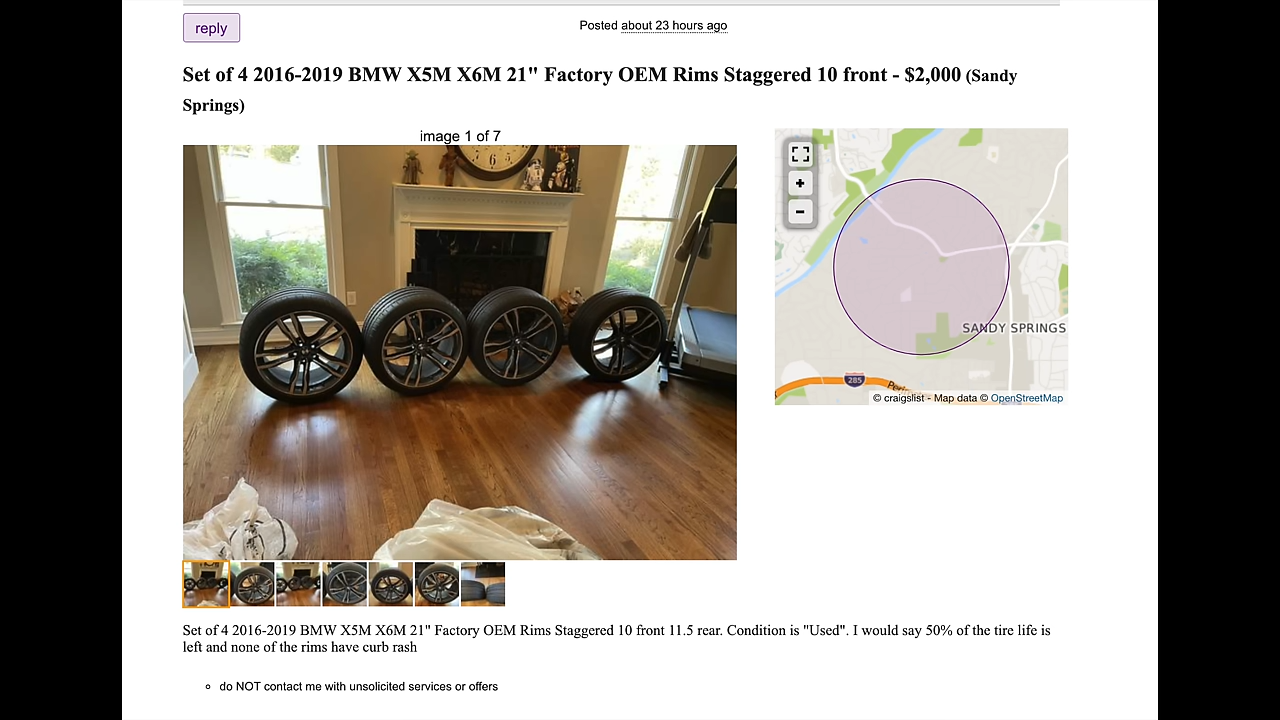 reply
Posted about 23 hours ago
Set of 4 2016-2019 BMW X5M X6M 21" Factory OEM Rims Staggered 10 front - $2,000 (Sandy
Springs)
image 1 of 7
6
+
-
SANDY SPRINGS
285
© craigslist - Map data © OpenStreetMap
Set of 4 2016-2019 BMW X5M X6M 21" Factory OEM Rims Staggered 10 front 11.5 rear. Condition is "Used". I would say 50% of the tire life is
left and none of the rims have curb rash
do NOT contact me with unsolicited services or offers